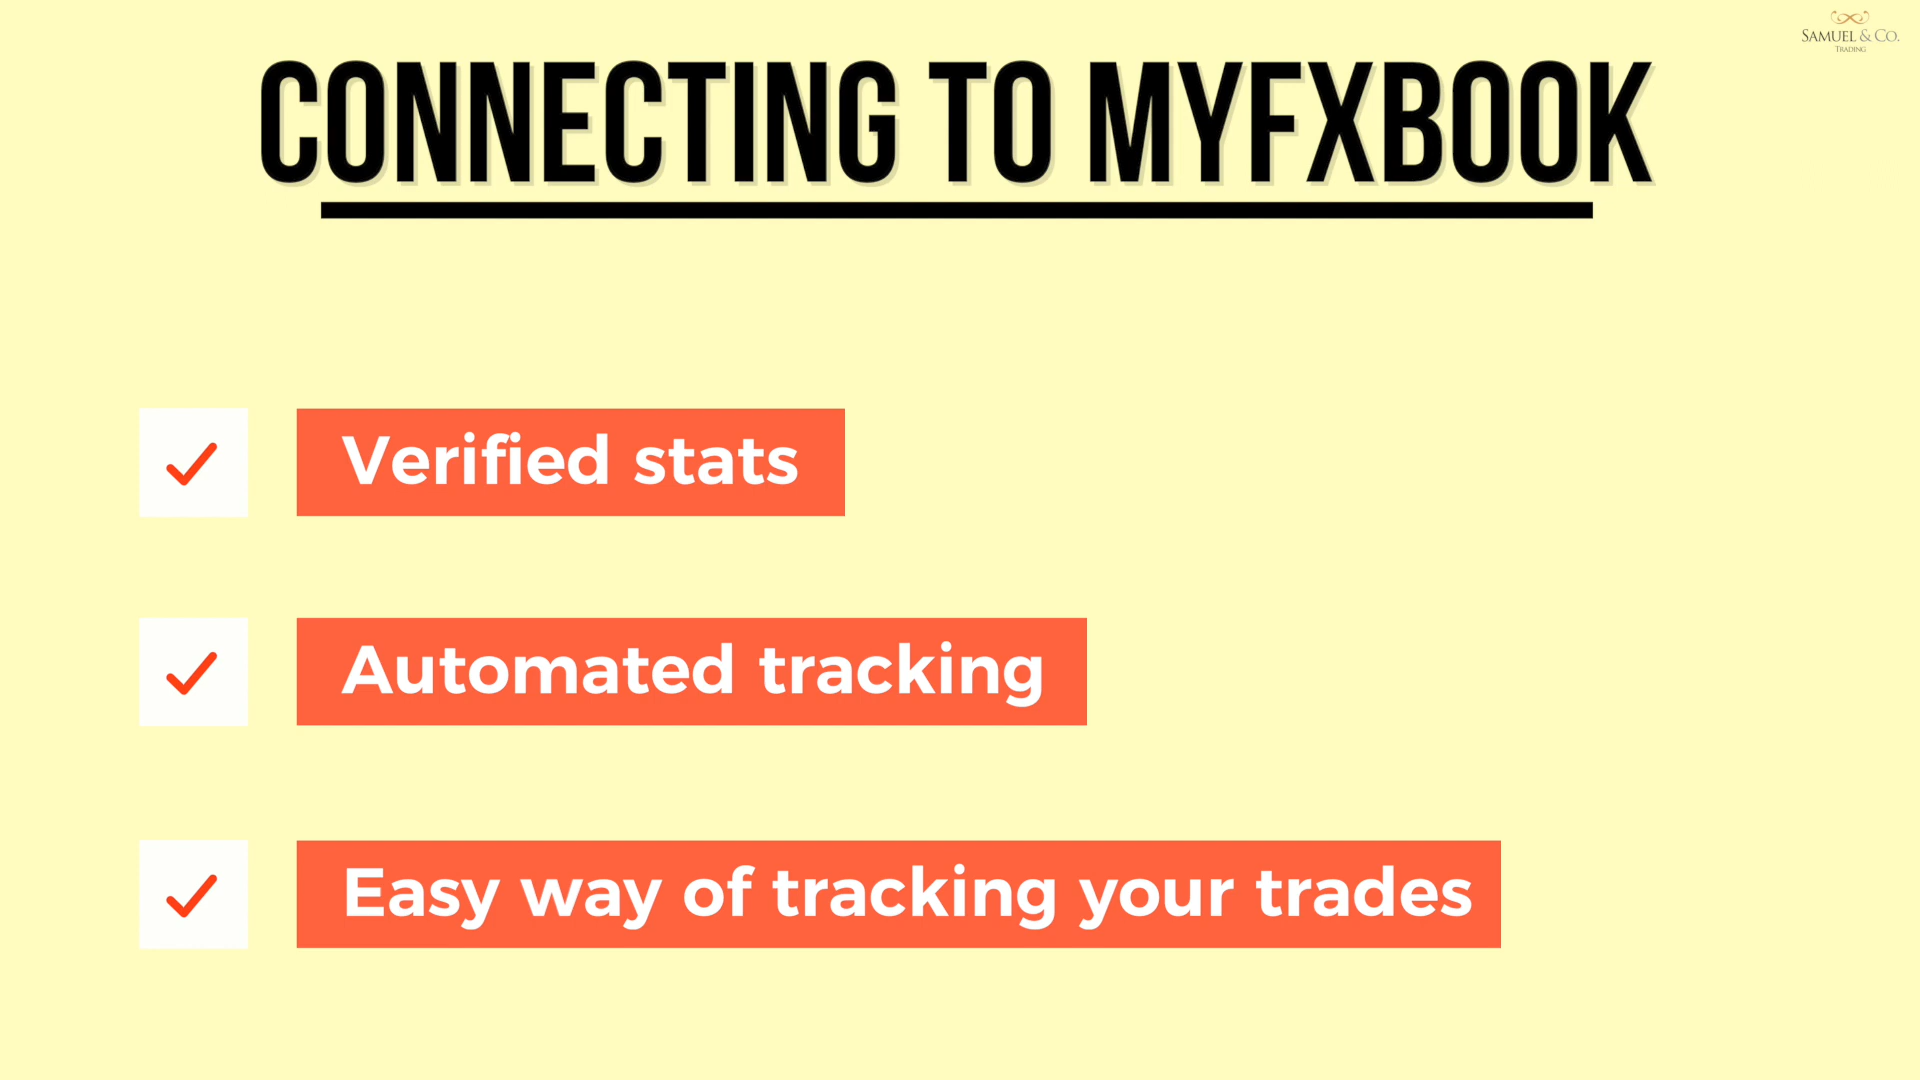 SAMUEL & CO.
TRADING
CONNECTING TO MYFXBOOK
Verified stats
Automated tracking
Easy way of tracking your trades